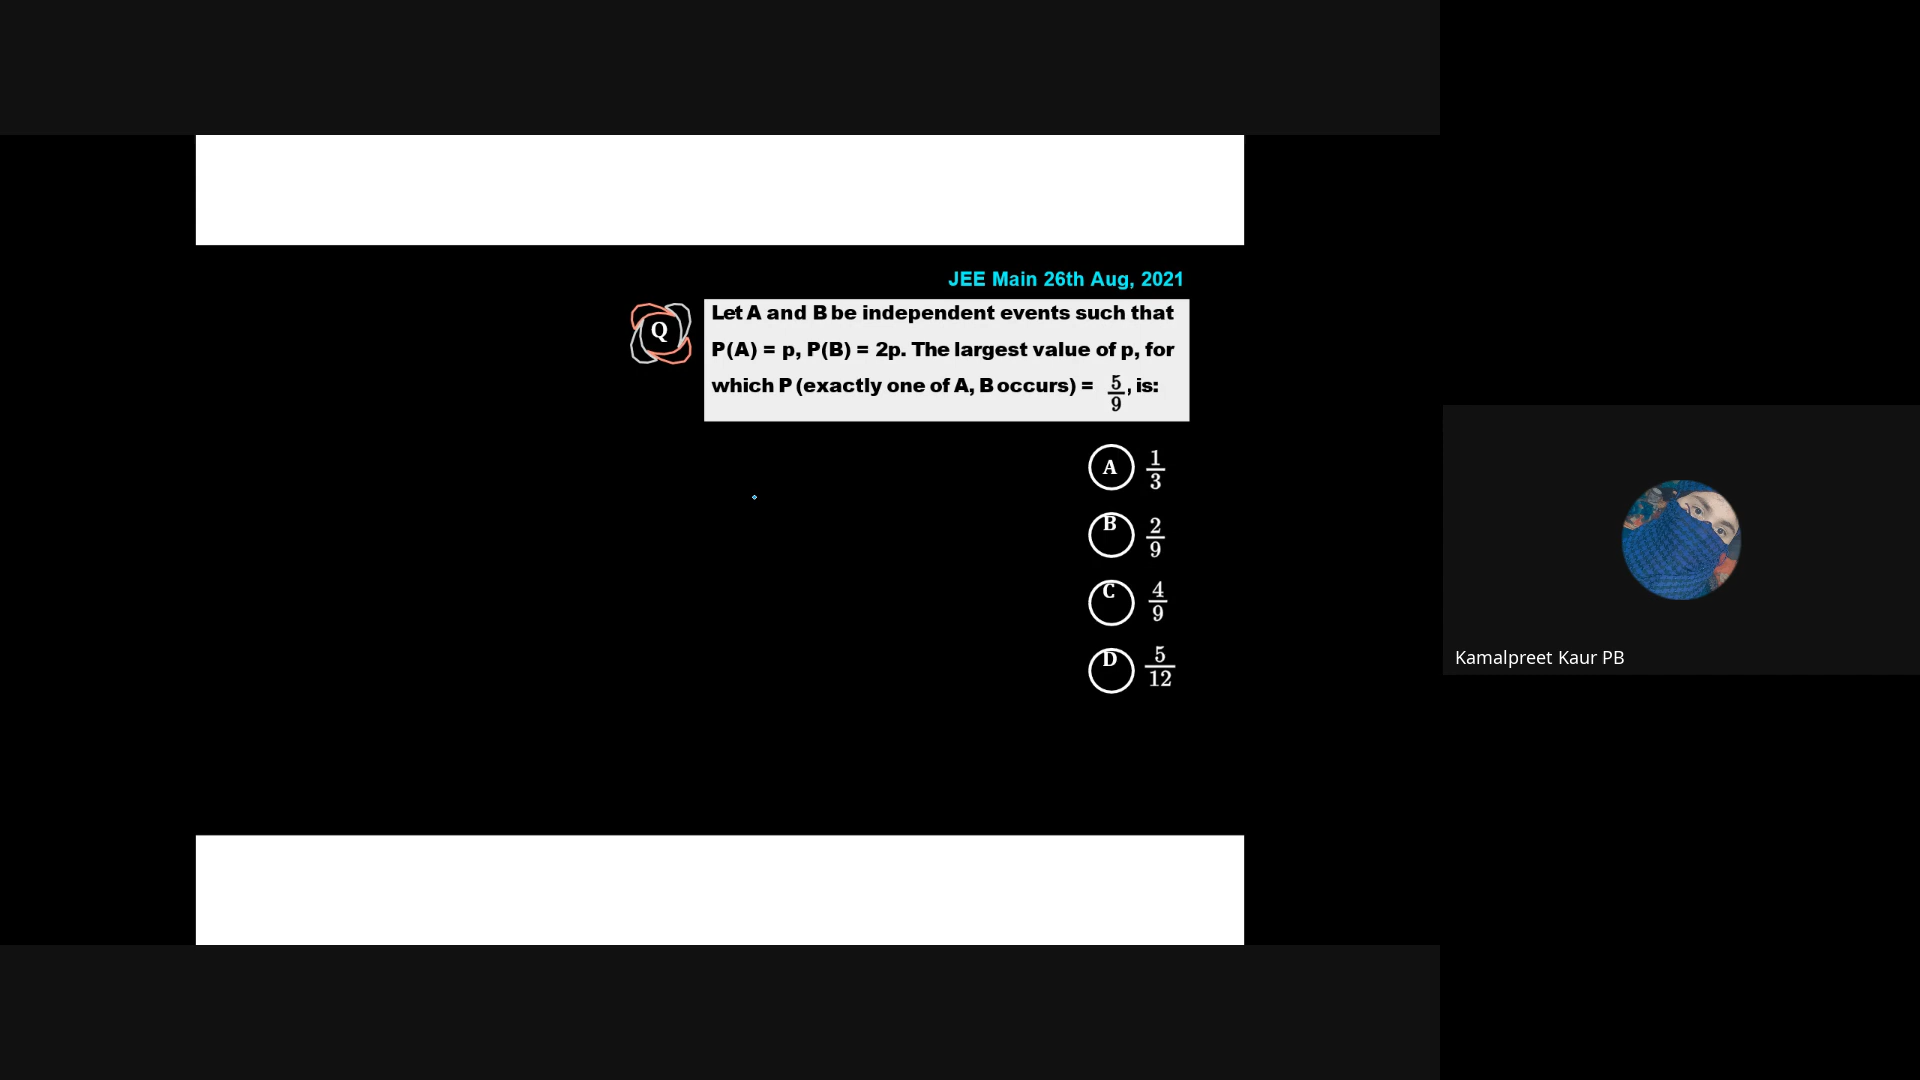 JEE Main 26th Aug, 2021
Q
Let A and B be independent events such that
P(A) = p, P(B) = 2p. The largest value of p, for
which P (exactly one of A, B occurs) = 5/9, is:
A 1/3
B 2/9
C 4/9
D 5/12
Kamalpreet Kaur PB